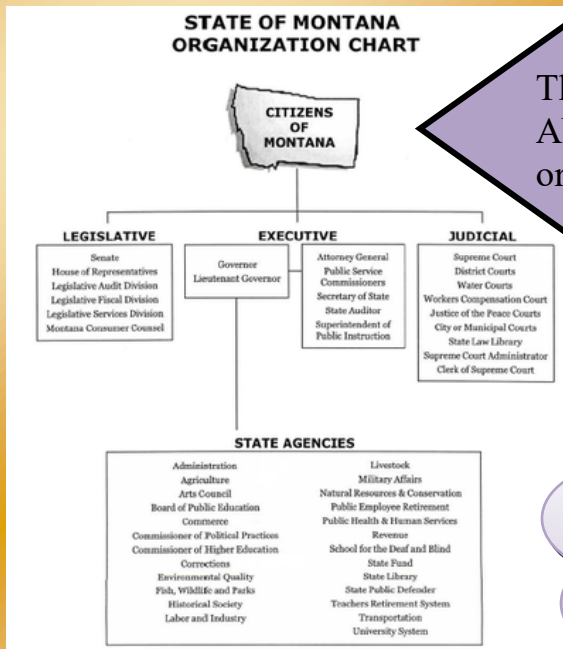 STATE OF MONTANA
ORGANIZATION CHART
CITIZENS
OF
MONTANA
LEGISLATIVE
Senate
House of Representatives
Legislative Audit Division
Legislative Fiscal Division
Legislative Services Division
Montana Consumer Counsel
EXECUTIVE
Governor
Lieutenant Governor
Attorney General
Public Service
Commissioners
Secretary of State
State Auditor
Superintendent of
Public Instruction
JUDICIAL
Supreme Court
District Courts
Water Courts
Workers Compensation Court
Justice of the Peace Courts
City or Municipal Courts
State Law Library
Supreme Court Administrator
Clerk of Supreme Court
STATE AGENCIES
Administration
Agriculture
Arts Council
Board of Public Education
Commerce
Commissioner of Political Practices
Commissioner of Higher Education
Corrections
Environmental Quality
Fish, Wildlife and Parks
Historical Society
Labor and Industry
Livestock
Military Affairs
Natural Resources & Conservation
Public Employee Retirement
Public Health & Human Services
Revenue
School for the Deaf and Blind
State Fund
State Library
State Public Defender
Teachers Retirement System
Transportation
University System